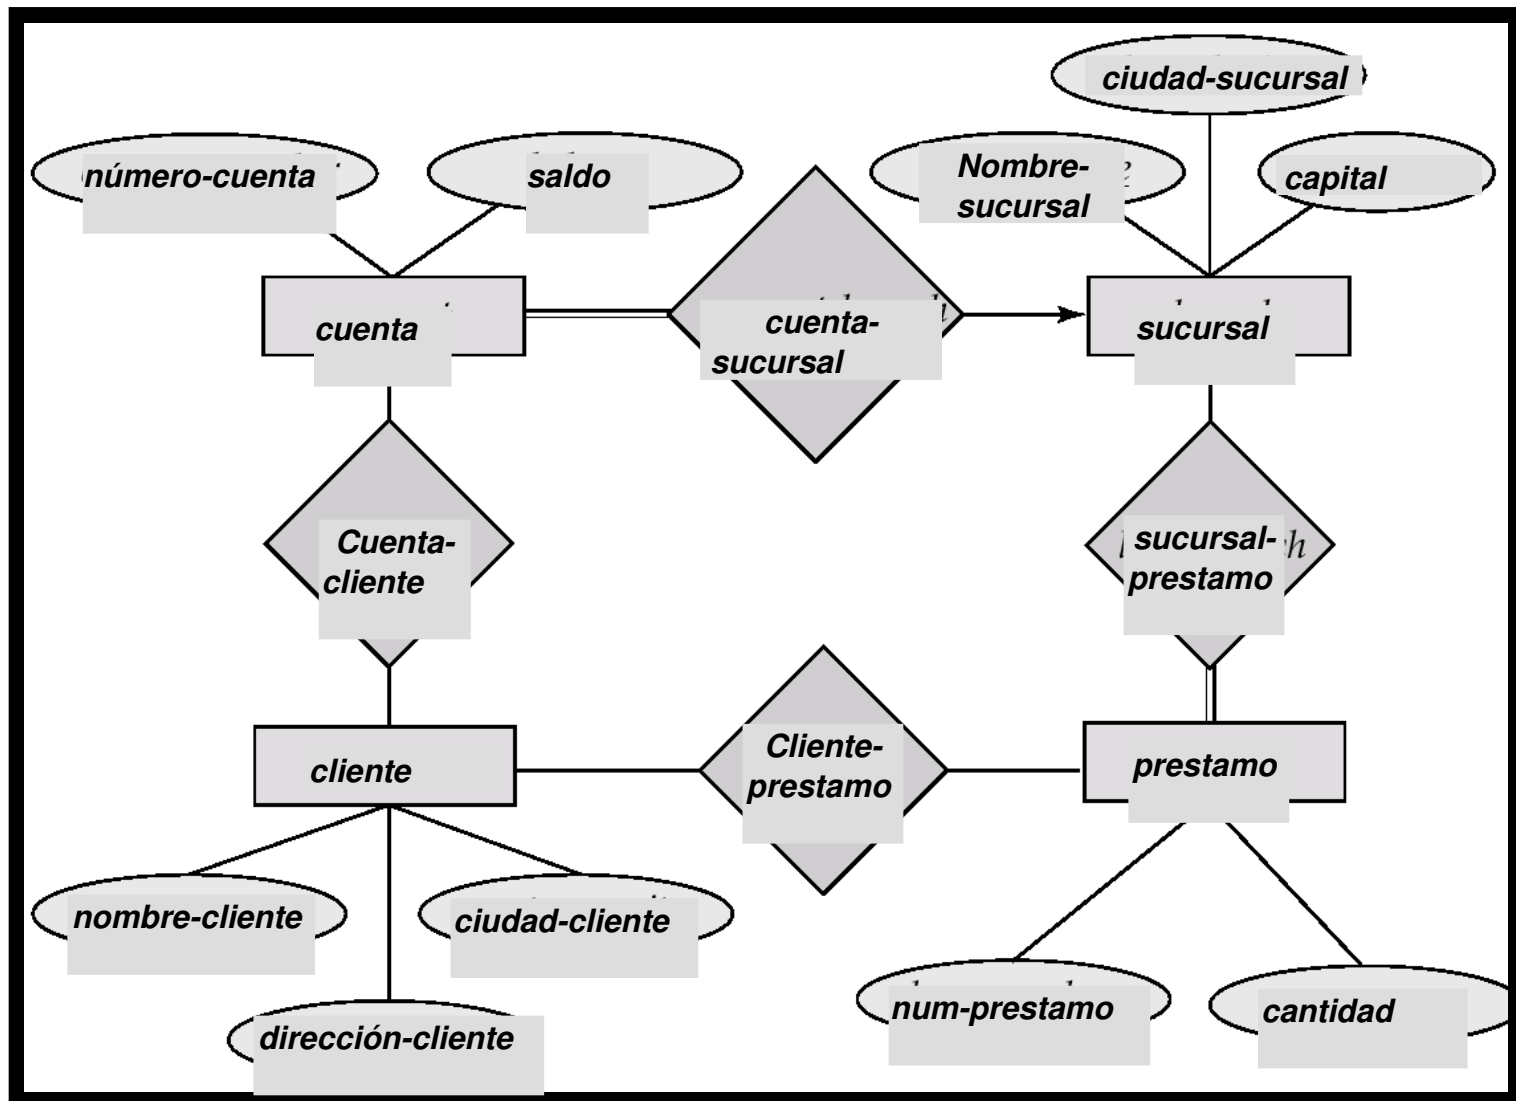 ciudad-sucursal
número-cuenta
saldo
Nombre-
sucursal
capital
cuenta
cuenta-
sucursal
sucursal
Cuenta-
cliente
sucursal-
prestamo
cliente
Cliente-
prestamo
prestamo
nombre-cliente
ciudad-cliente
dirección-cliente
num-prestamo
cantidad